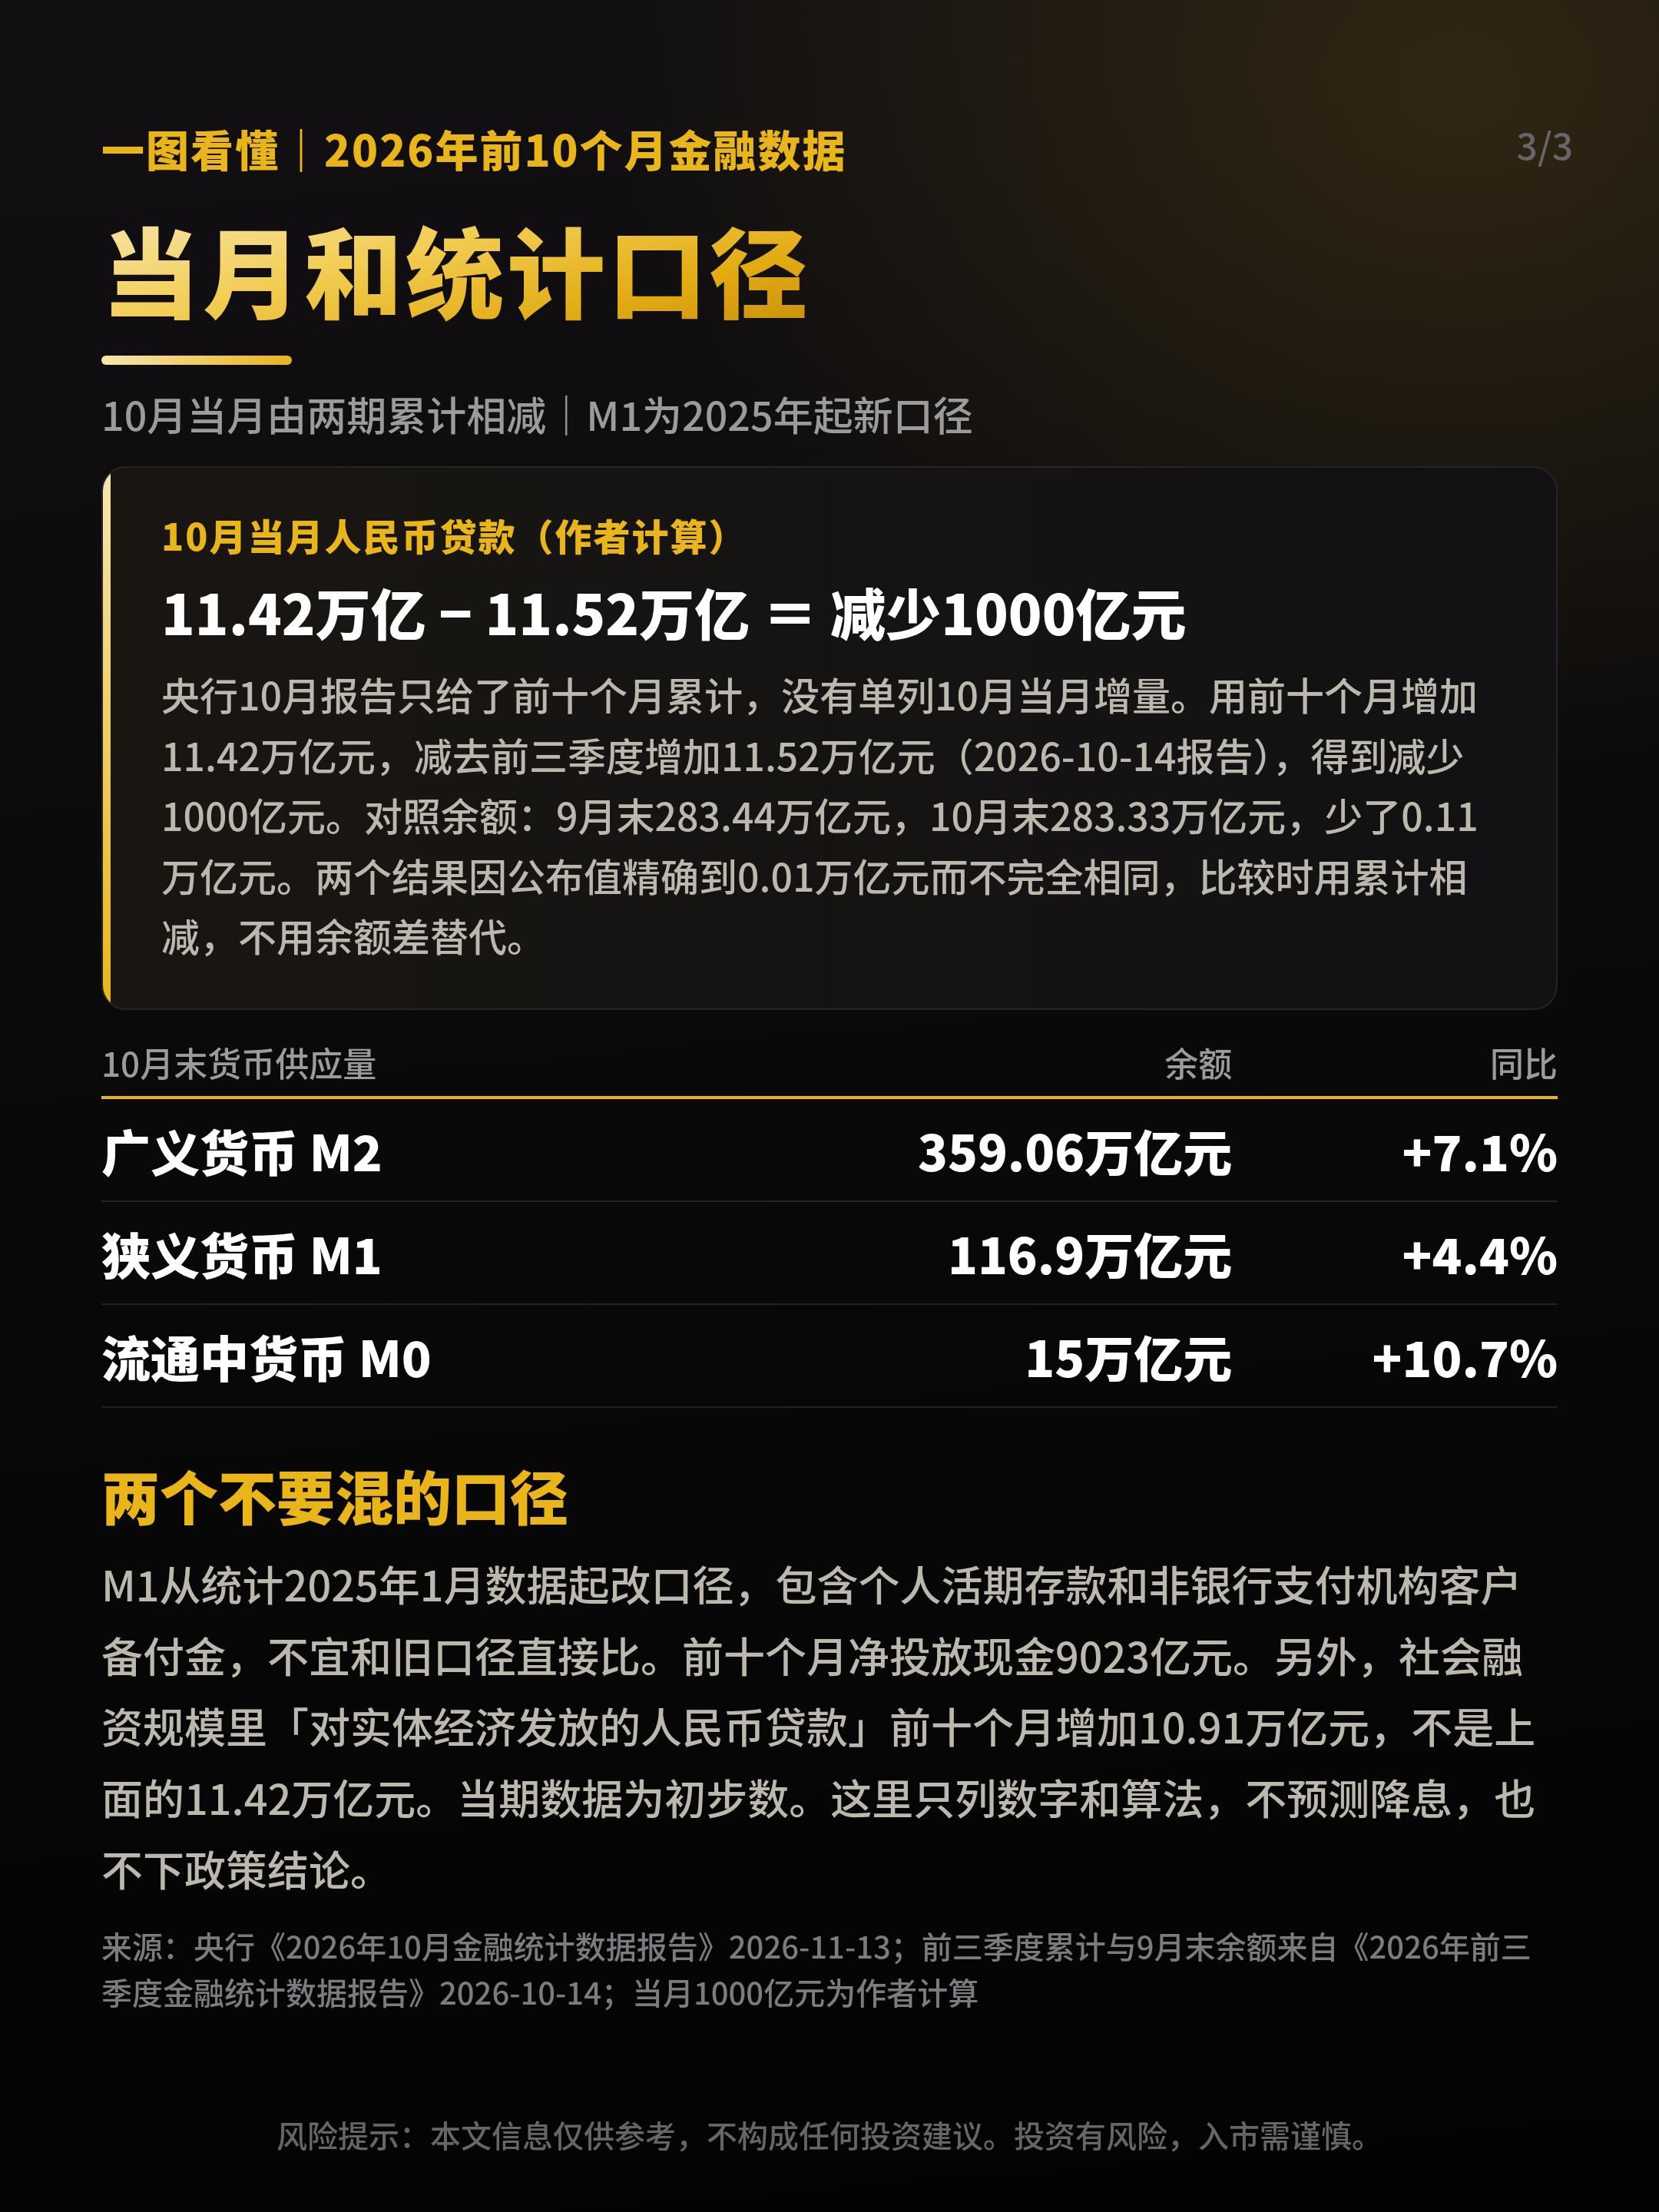 一图看懂｜2026年前10个月金融数据
3/3
当月和统计口径
10月当月由两期累计相减｜M1为2025年起新口径
10月当月人民币贷款（作者计算）
11.42万亿 − 11.52万亿 ＝ 减少1000亿元
央行10月报告只给了前十个月累计，没有单列10月当月增量。用前十个月增加
11.42万亿元，减去前三季度增加11.52万亿元（2026-10-14报告），得到减少
1000亿元。对照余额：9月末283.44万亿元，10月末283.33万亿元，少了0.11
万亿元。两个结果因公布值精确到0.01万亿元而不完全相同，比较时用累计相
减，不用余额差替代。
10月末货币供应量 余额 同比
广义货币 M2 359.06万亿元 +7.1%
狭义货币 M1 116.9万亿元 +4.4%
流通中货币 M0 15万亿元 +10.7%
两个不要混的口径
M1从统计2025年1月数据起改口径，包含个人活期存款和非银行支付机构客户
备付金，不宜和旧口径直接比。前十个月净投放现金9023亿元。另外，社会融
资规模里「对实体经济发放的人民币贷款」前十个月增加10.91万亿元，不是上
面的11.42万亿元。当期数据为初步数。这里只列数字和算法，不预测降息，也
不下政策结论。
来源：央行《2026年10月金融统计数据报告》2026-11-13；前三季度累计与9月末余额来自《2026年前三
季度金融统计数据报告》2026-10-14；当月1000亿元为作者计算
风险提示：本文信息仅供参考，不构成任何投资建议。投资有风险，入市需谨慎。